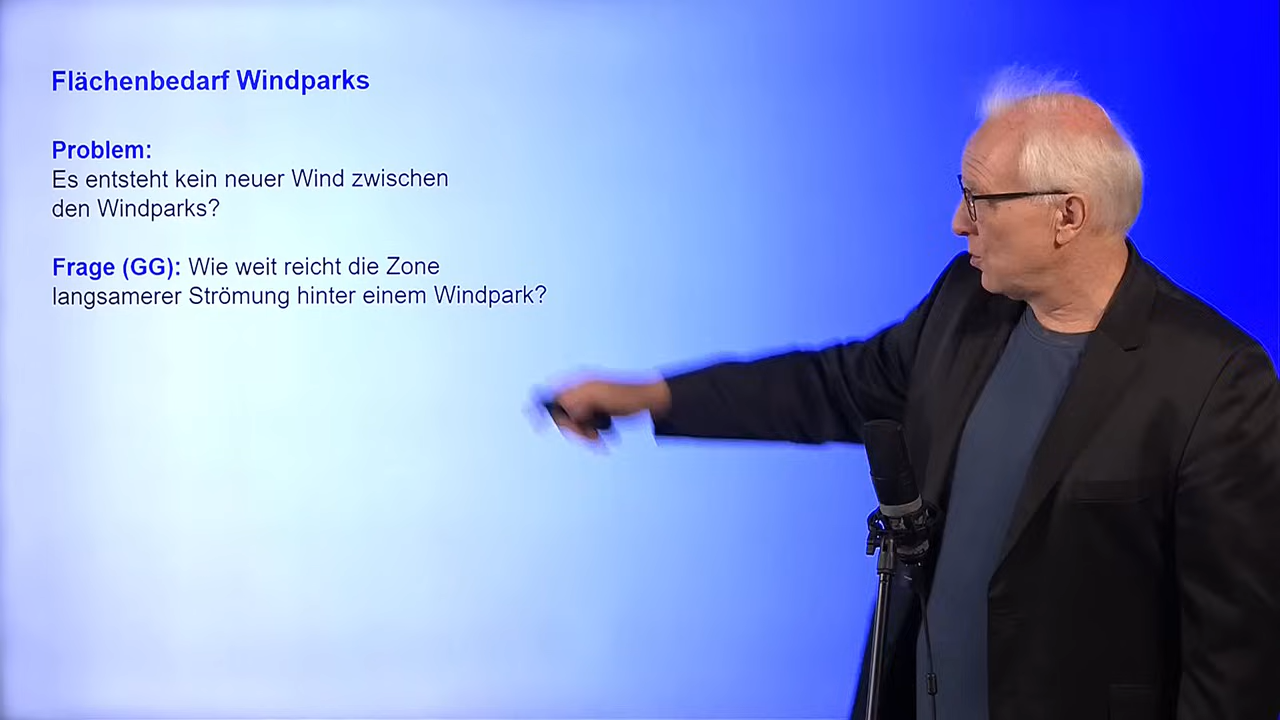 Flächenbedarf Windparks
Problem:
Es entsteht kein neuer Wind zwischen
den Windparks?
Frage (GG): Wie weit reicht die Zone
langsamerer Strömung hinter einem Windpark?